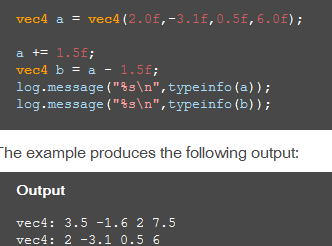 vec4 a = vec4(2.0f,-3.1f,0.5f,6.0f);
a += 1.5f;
vec4 b = a - 1.5f;
log.message("%s\n",typeinfo(a));
log.message("%s\n",typeinfo(b));
The example produces the following output:
Output
vec4: 3.5 -1.6 2 7.5
vec4: 2 -3.1 0.5 6